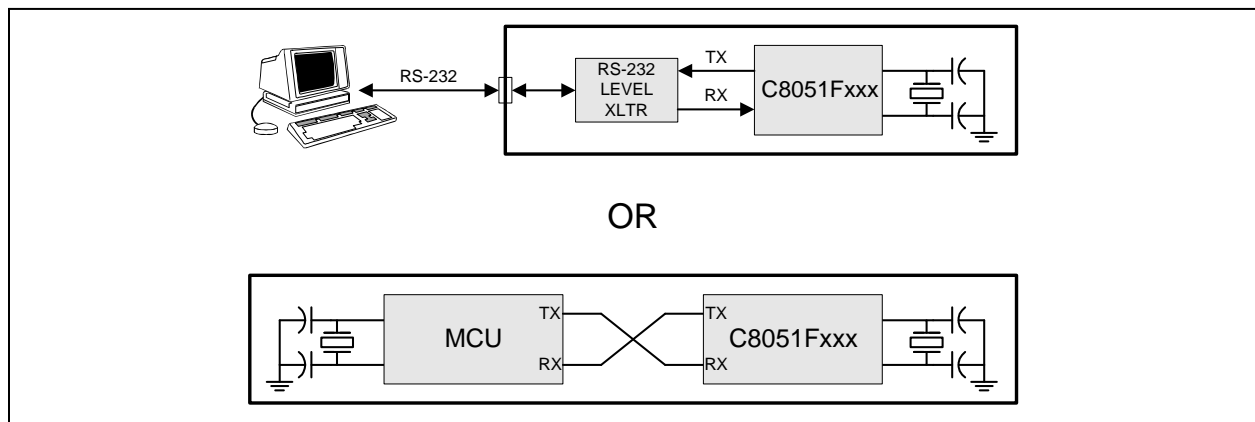 RS-232
RS-232
LEVEL
XLTR
TX
RX
C8051Fxxx
OR
MCU
TX
RX
TX
RX
C8051Fxxx